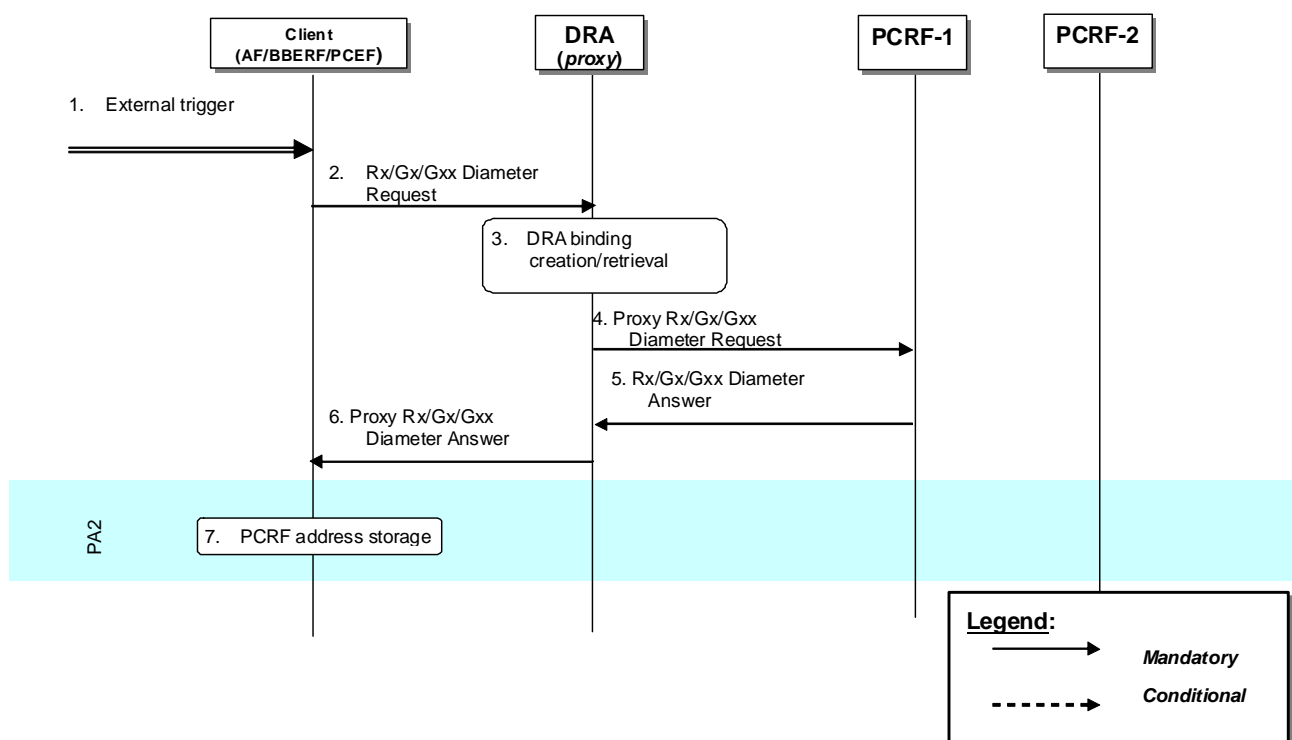 Client
(AF/BBERF/PCEF)
DRA
(proxy)
PCRF-1
PCRF-2
1. External trigger
2. Rx/Gx/Gxx Diameter
Request
3. DRA binding
creation/retrieval
4. Proxy Rx/Gx/Gxx
Diameter Request
5. Rx/Gx/Gxx Diameter
Answer
6. Proxy Rx/Gx/Gxx
Diameter Answer
PA2
7. PCRF address storage
Legend:
Mandatory
Conditional